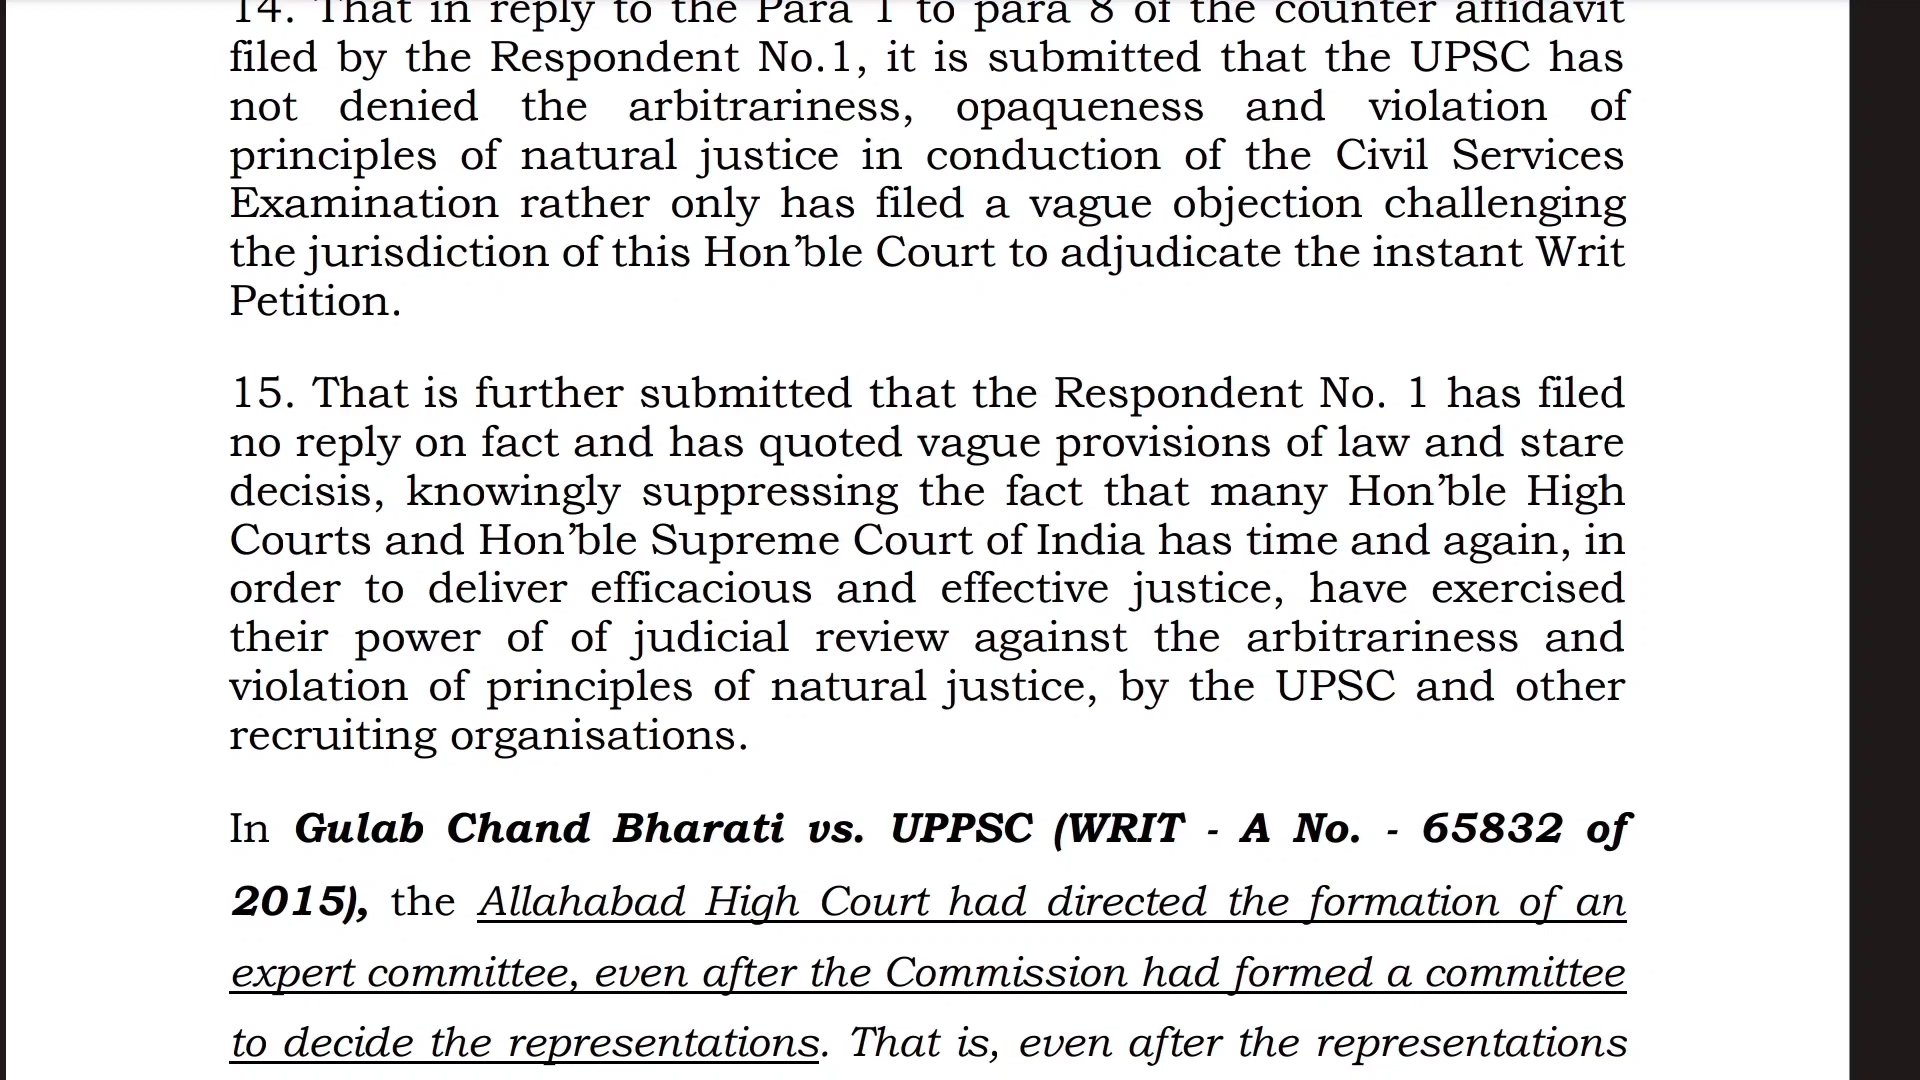 14. That in reply to the Para 1 to para 8 of the counter affidavit
filed by the Respondent No.1, it is submitted that the UPSC has
not denied the arbitrariness, opaqueness and violation of
principles of natural justice in conduction of the Civil Services
Examination rather only has filed a vague objection challenging
the jurisdiction of this Hon’ble Court to adjudicate the instant Writ
Petition.
15. That is further submitted that the Respondent No. 1 has filed
no reply on fact and has quoted vague provisions of law and stare
decisis, knowingly suppressing the fact that many Hon’ble High
Courts and Hon’ble Supreme Court of India has time and again, in
order to deliver efficacious and effective justice, have exercised
their power of of judicial review against the arbitrariness and
violation of principles of natural justice, by the UPSC and other
recruiting organisations.
In Gulab Chand Bharati vs. UPPSC (WRIT - A No. - 65832 of
2015), the Allahabad High Court had directed the formation of an
expert committee, even after the Commission had formed a committee
to decide the representations. That is, even after the representations